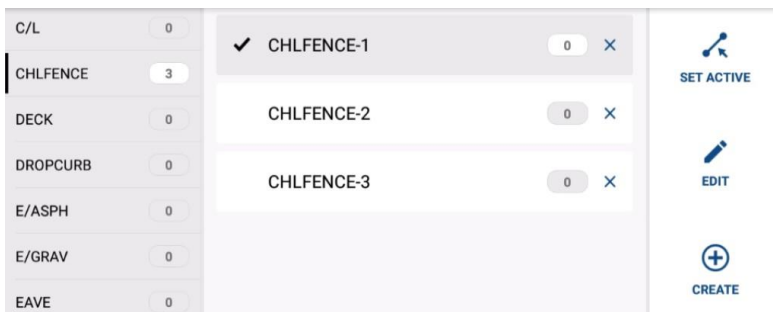 C/L 0
CHLFENCE 3
DECK 0
DROPCURB 0
E/ASPH 0
E/GRAV 0
EAVE 0
CHLFENCE-1 0
CHLFENCE-2 0
CHLFENCE-3 0
SET ACTIVE
EDIT
CREATE